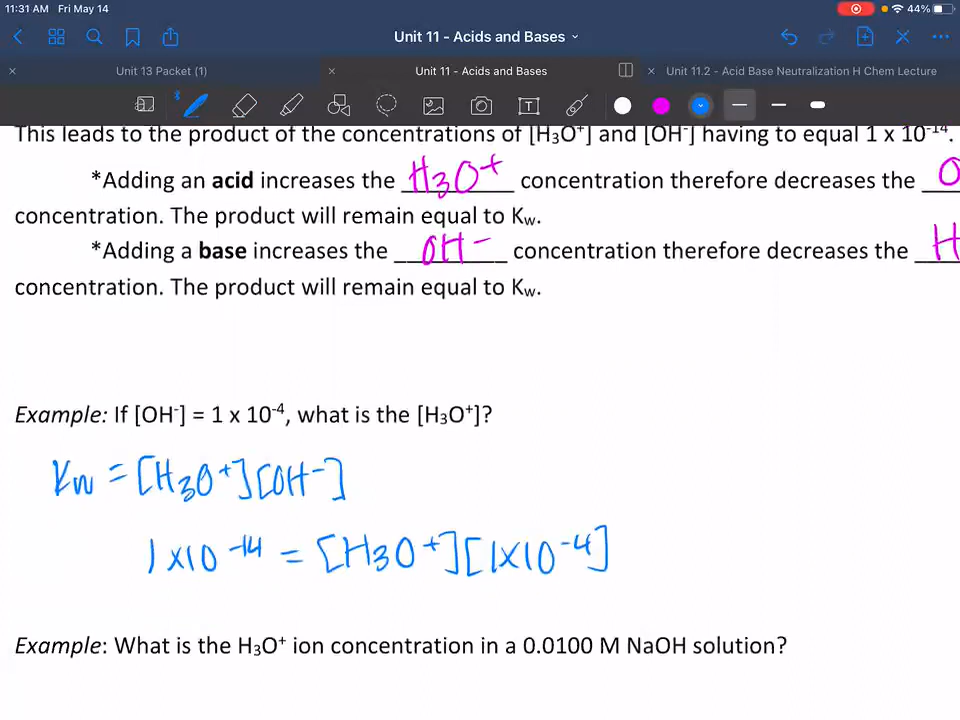 11:31 AM Fri May 14
44%
Unit 11 - Acids and Bases
Unit 13 Packet (1)
Unit 11 - Acids and Bases
Unit 11.2 - Acid Base Neutralization H Chem Lecture
T
This leads to the product of the concentrations of [H₃O⁺] and [OH⁻] having to equal 1 x 10⁻¹⁴.
*Adding an acid increases the H3O+ concentration therefore decreases the O
concentration. The product will remain equal to Kw.
*Adding a base increases the OH⁻ concentration therefore decreases the H
concentration. The product will remain equal to Kw.
Example: If [OH⁻] = 1 x 10⁻⁴, what is the [H₃O⁺]?
Kw = [H3O+][OH⁻]
1 x 10⁻¹⁴ = [H3O+][1x10⁻⁴]
Example: What is the H₃O⁺ ion concentration in a 0.0100 M NaOH solution?